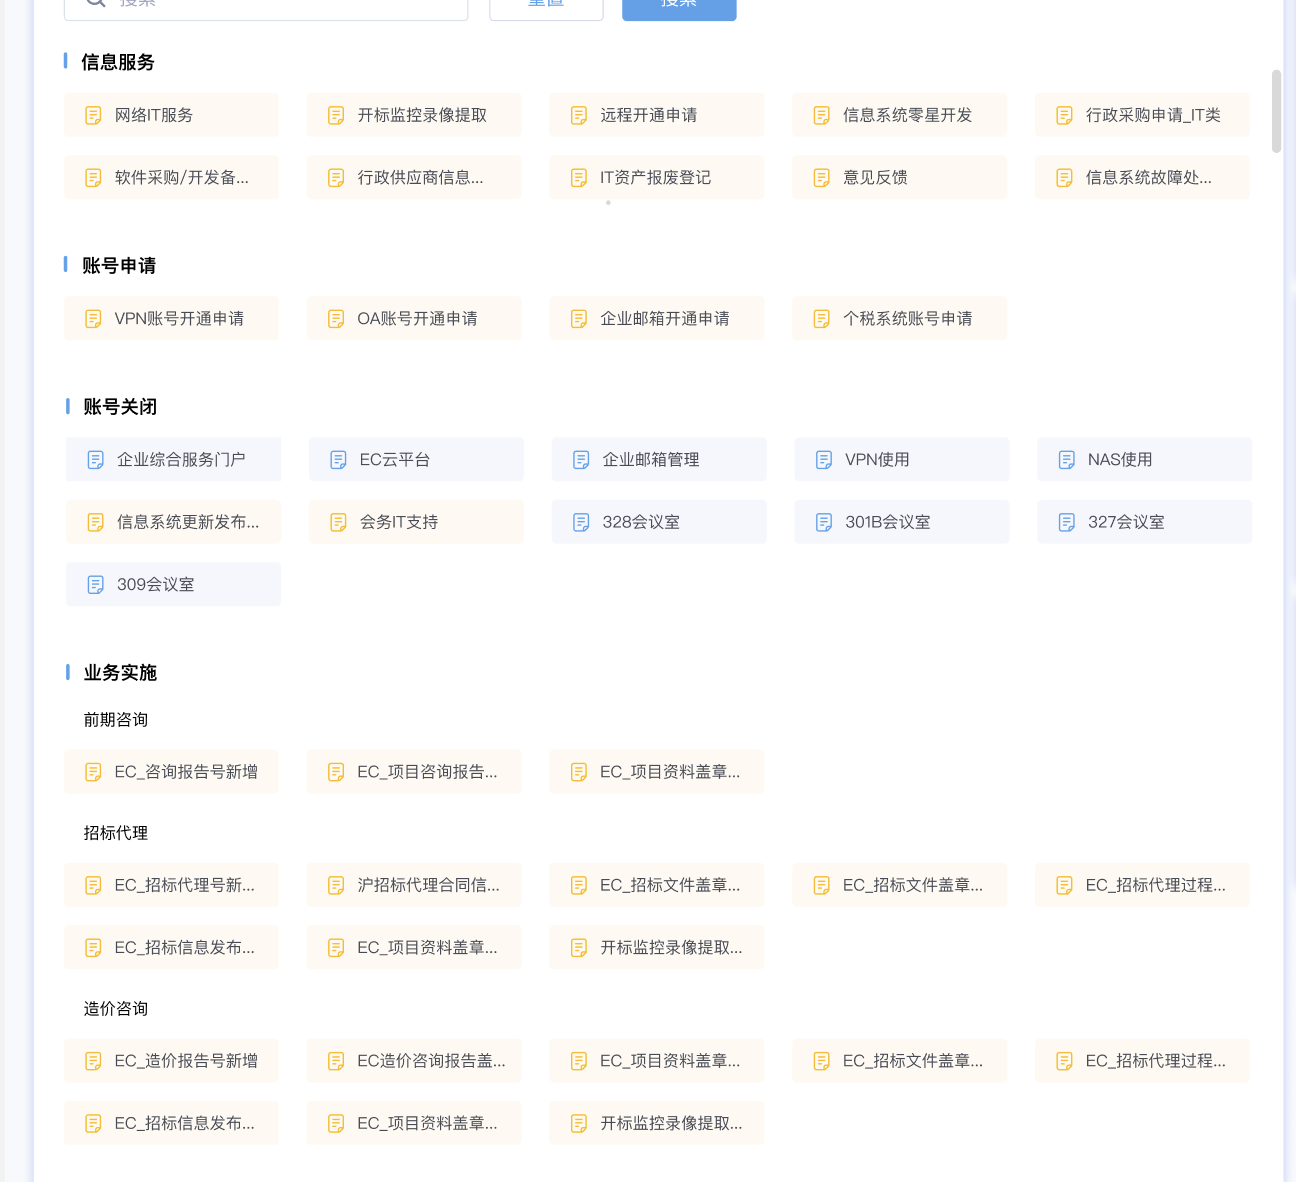 搜索 重置 搜索
信息服务
网络IT服务 开标监控录像提取 远程开通申请 信息系统零星开发 行政采购申请_IT类
软件采购/开发备... 行政供应商信息... IT资产报废登记 意见反馈 信息系统故障处...
账号申请
VPN账号开通申请 OA账号开通申请 企业邮箱开通申请 个税系统账号申请
账号关闭
企业综合服务门户 EC云平台 企业邮箱管理 VPN使用 NAS使用
信息系统更新发布... 会务IT支持 328会议室 301B会议室 327会议室
309会议室
业务实施
前期咨询
EC_咨询报告号新增 EC_项目咨询报告... EC_项目资料盖章...
招标代理
EC_招标代理号新... 沪招标代理合同信... EC_招标文件盖章... EC_招标文件盖章... EC_招标代理过程...
EC_招标信息发布... EC_项目资料盖章... 开标监控录像提取...
造价咨询
EC_造价报告号新增 EC造价咨询报告盖... EC_项目资料盖章... EC_招标文件盖章... EC_招标代理过程...
EC_招标信息发布... EC_项目资料盖章... 开标监控录像提取...